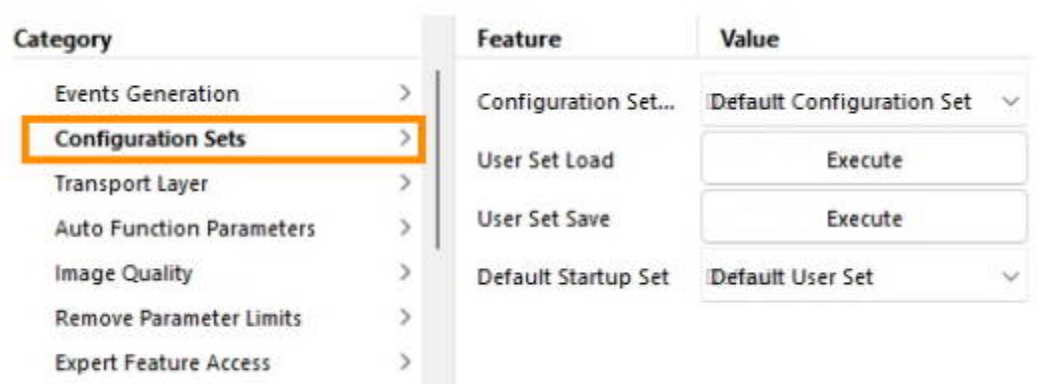 Category
Feature
Value
Events Generation
Configuration Sets
Transport Layer
Auto Function Parameters
Image Quality
Remove Parameter Limits
Expert Feature Access
Configuration Set... Default Configuration Set
User Set Load Execute
User Set Save Execute
Default Startup Set Default User Set